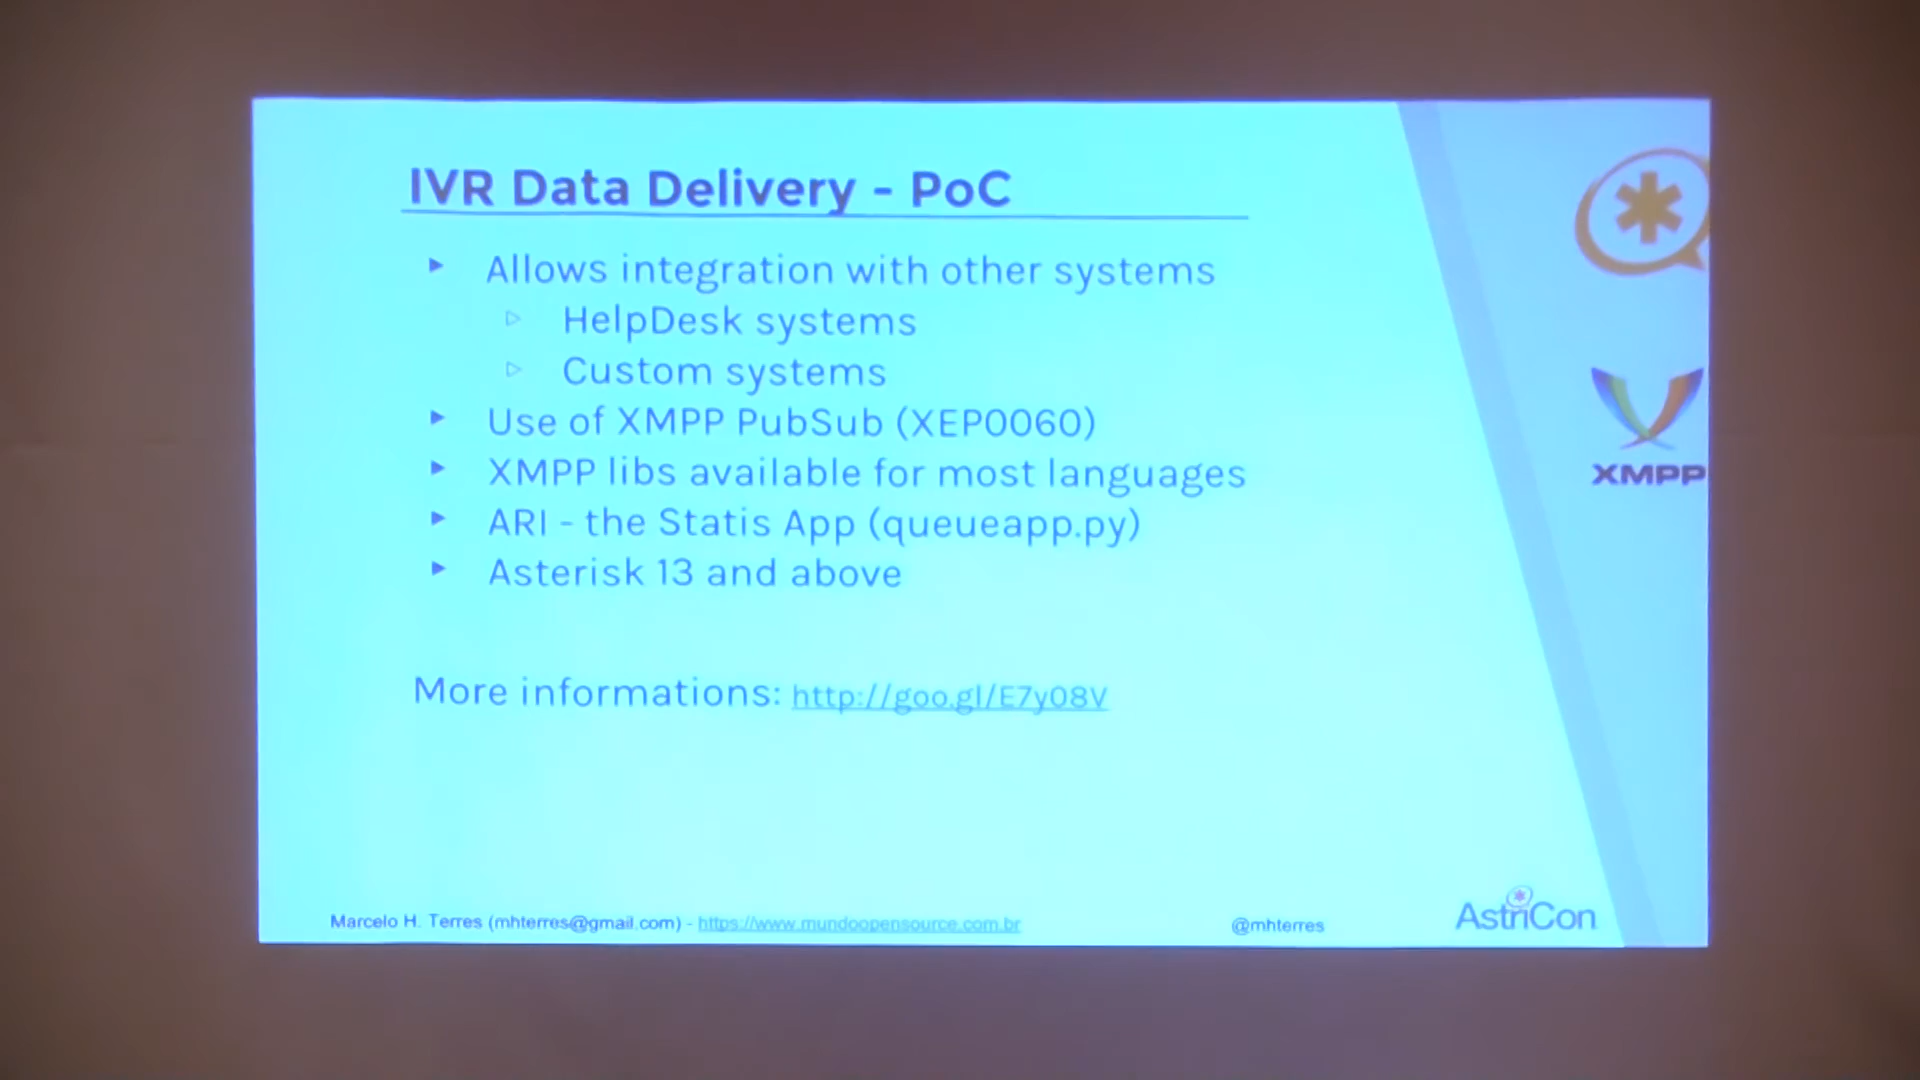 IVR Data Delivery - PoC
Allows integration with other systems
HelpDesk systems
Custom systems
Use of XMPP PubSub (XEP0060)
XMPP libs available for most languages
ARI - the Statis App (queueapp.py)
Asterisk 13 and above
More informations: http://goo.gl/E7y08V
XMPP
Marcelo H. Terres (mhterres@gmail.com) - https://www.mundoopensource.com.br
@mhterres
AstriCon